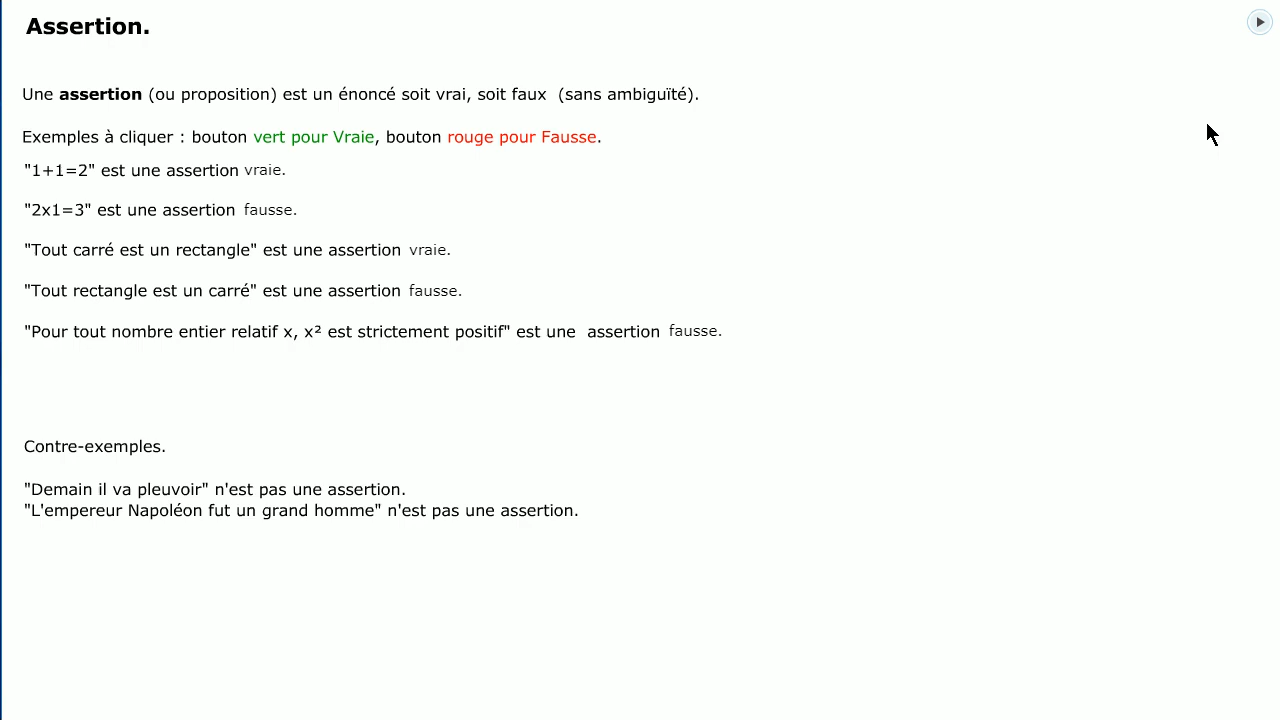 Assertion.
Une assertion (ou proposition) est un énoncé soit vrai, soit faux (sans ambiguïté).
Exemples à cliquer : bouton vert pour Vraie, bouton rouge pour Fausse.
"1+1=2" est une assertion vraie.
"2x1=3" est une assertion fausse.
"Tout carré est un rectangle" est une assertion vraie.
"Tout rectangle est un carré" est une assertion fausse.
"Pour tout nombre entier relatif x, x² est strictement positif" est une assertion fausse.
Contre-exemples.
"Demain il va pleuvoir" n'est pas une assertion.
"L'empereur Napoléon fut un grand homme" n'est pas une assertion.